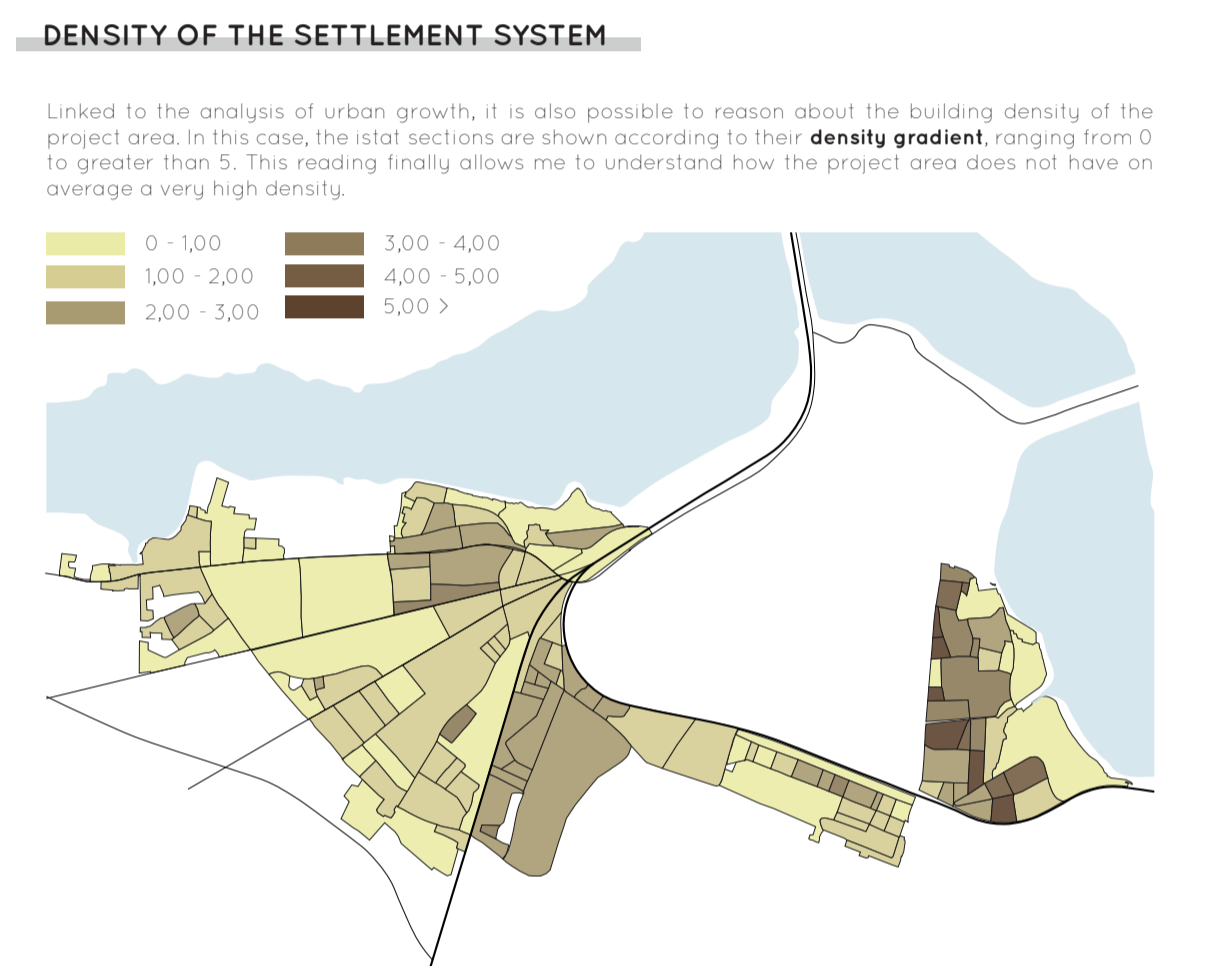 DENSITY OF THE SETTLEMENT SYSTEM
Linked to the analysis of urban growth, it is also possible to reason about the building density of the
project area. In this case, the istat sections are shown according to their density gradient, ranging from 0
to greater than 5. This reading finally allows me to understand how the project area does not have on
average a very high density.
0 - 1,00
1,00 - 2,00
2,00 - 3,00
3,00 - 4,00
4,00 - 5,00
5,00 >